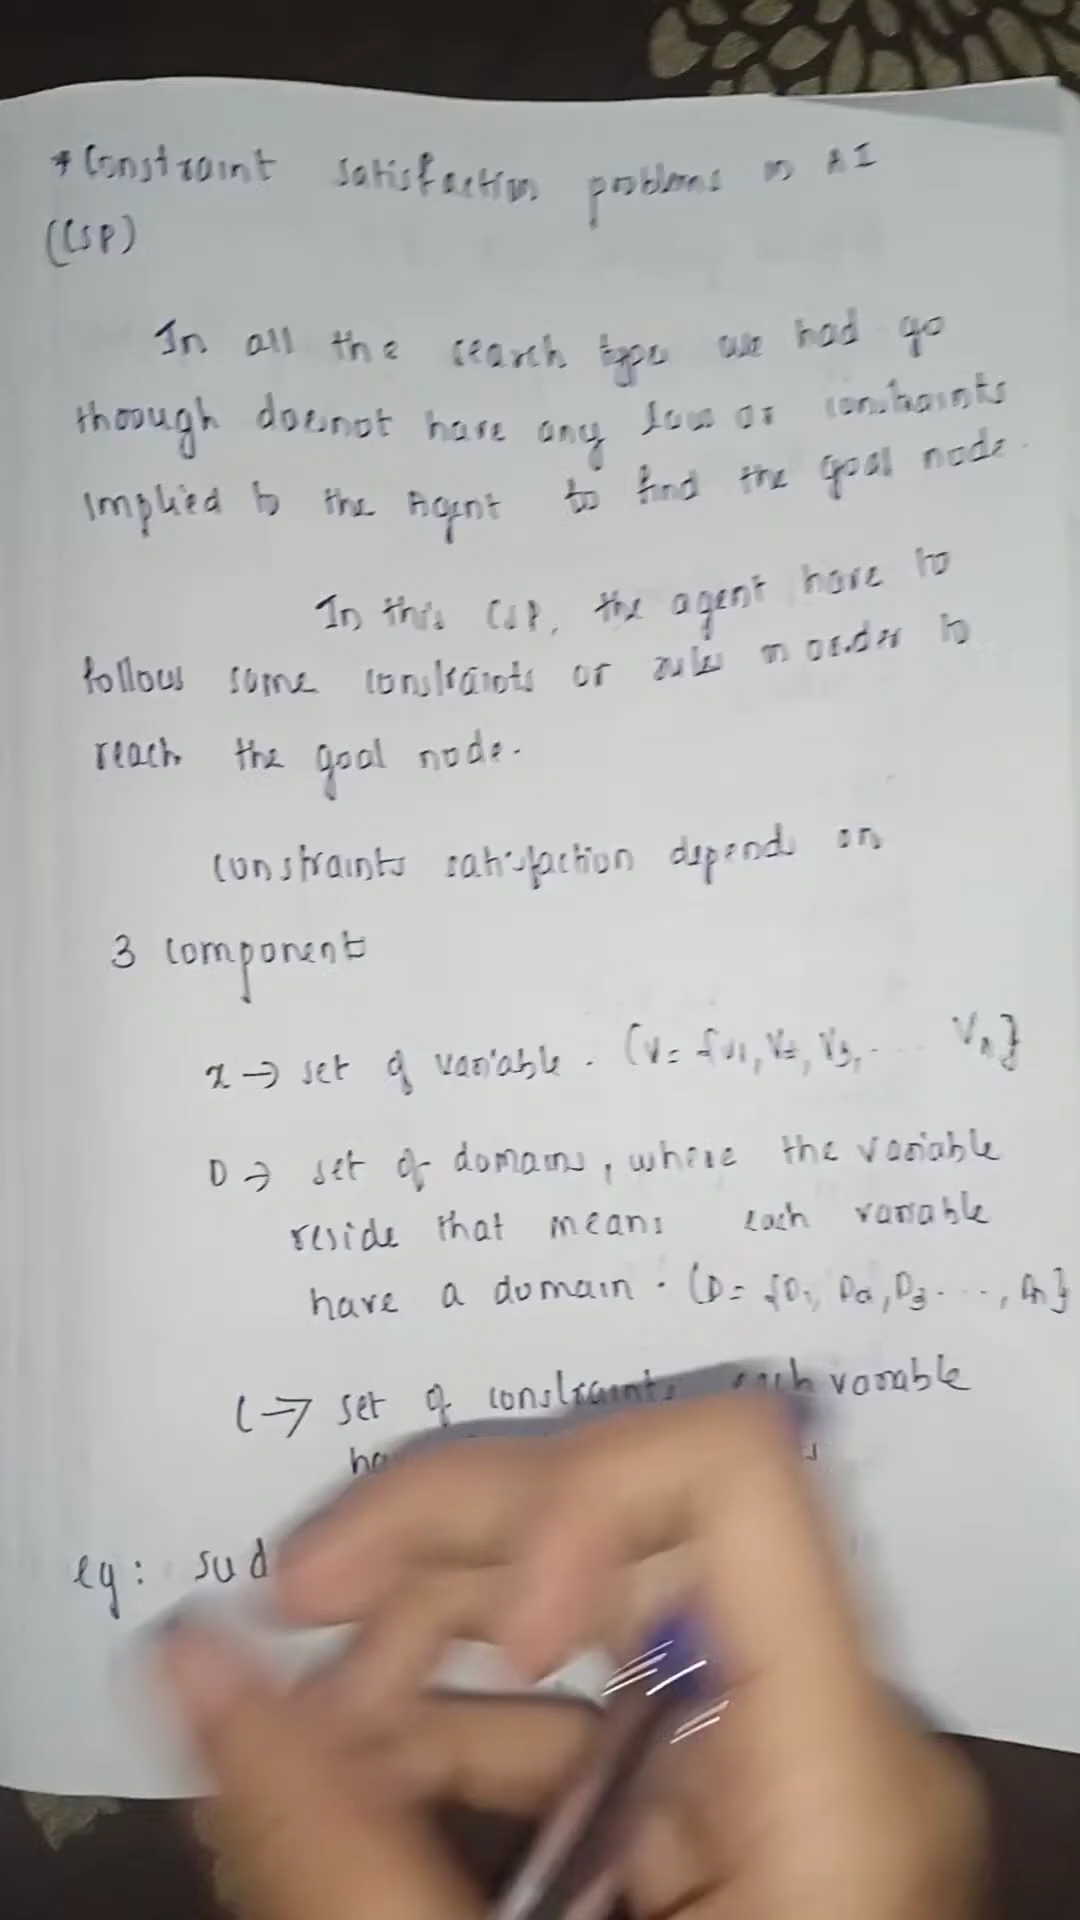 * Constraint satisfaction problems in AI
(CSP)
In all the search type we had go
through doesnot have any law or constraints
Implied to the Agent to find the goal node.
In this CSP, the agent have to
follow some constraints or rules in order to
reach the goal node.
Constraints satisfaction depends on
3 components
x → set of variable. (V = {V1, V2, V3, .... Vn}
D → set of domains, where the variable
reside that means each variable
have a domain. (D = {D1, D2, D3 ...., Dn}
C → set of constraints each variable
eg: